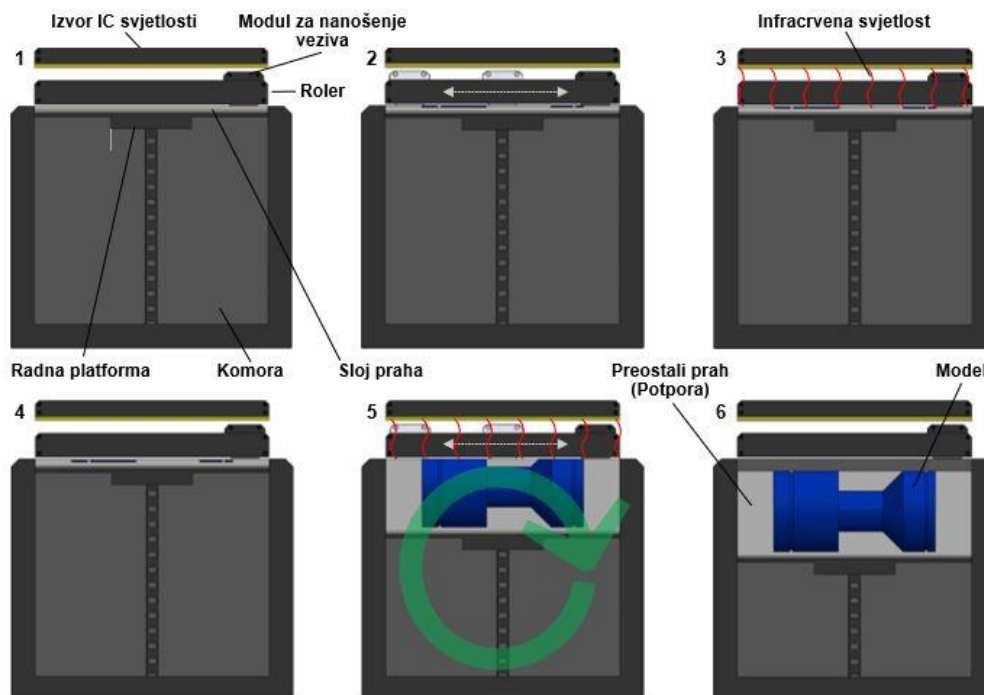 Izvor IC svjetlosti
Modul za nanošenje
veziva
Infracrvena svjetlost
1
2
3
Roler
Radna platforma
Komora
Sloj praha
Preostali prah
(Potpora)
Model
4
5
6